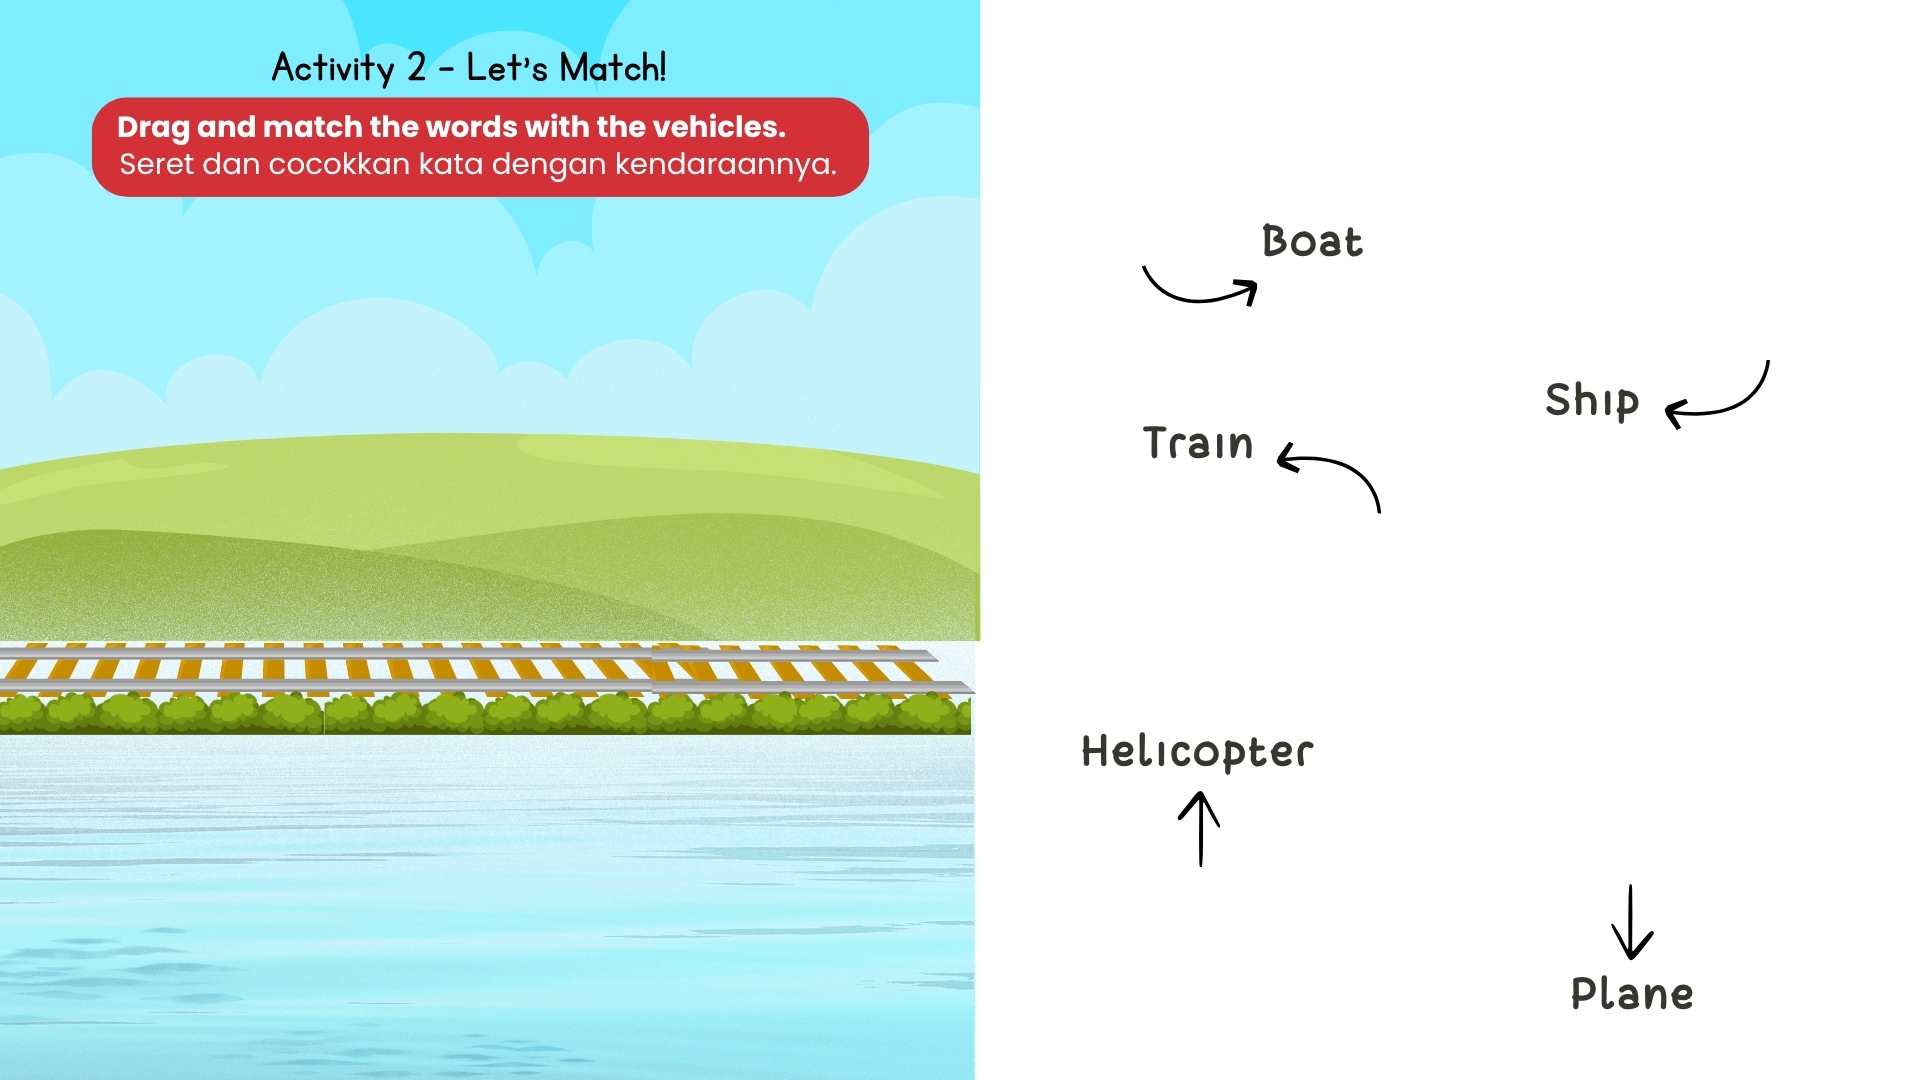 Activity 2 - Let's Match!
Drag and match the words with the vehicles.
Seret dan cocokkan kata dengan kendaraannya.
Boat
Ship
Train
Helicopter
Plane